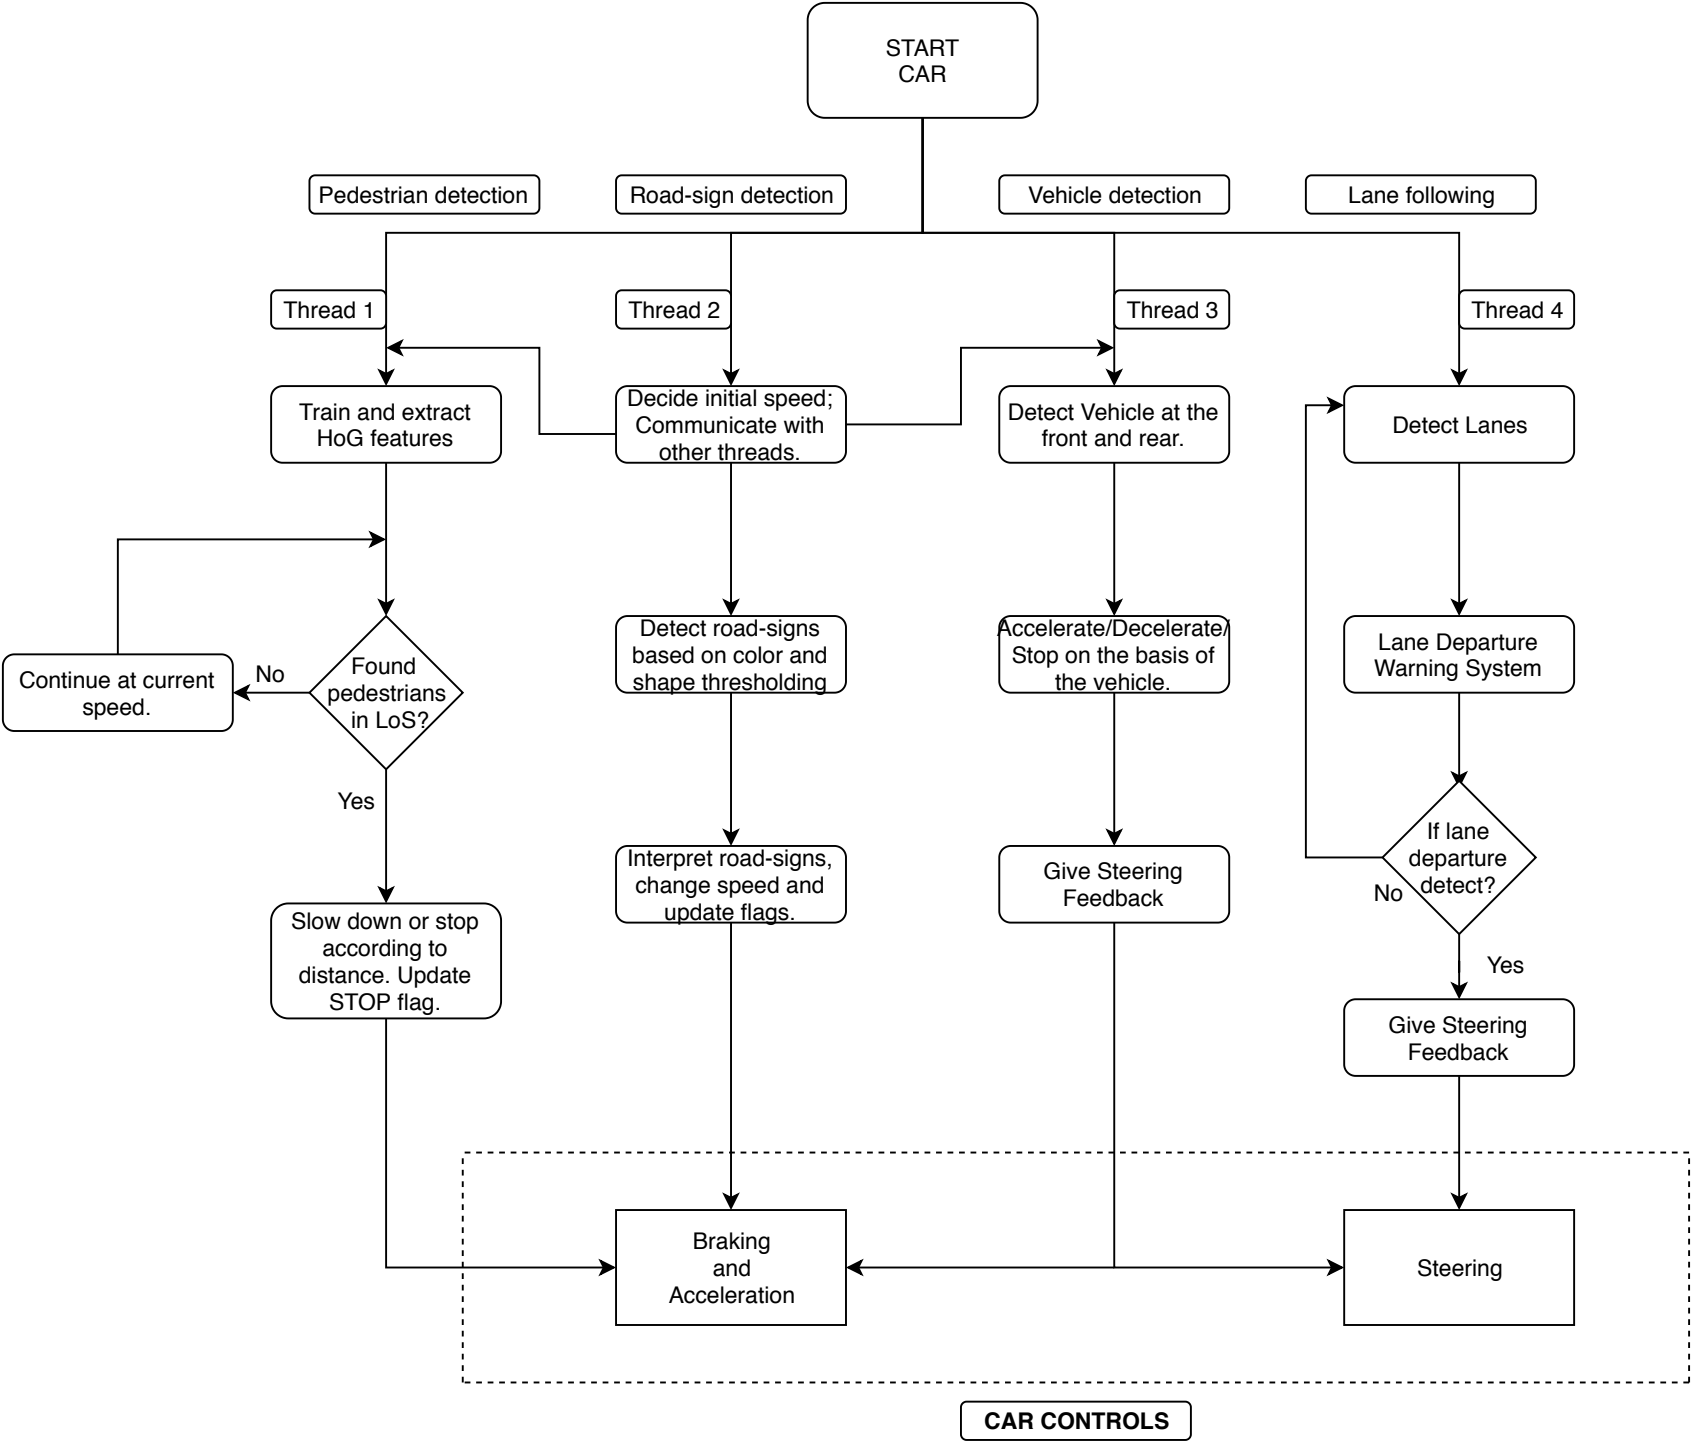 START
CAR
Pedestrian detection
Road-sign detection
Vehicle detection
Lane following
Thread 1
Thread 2
Thread 3
Thread 4
Train and extract
HoG features
Decide initial speed;
Communicate with
other threads.
Detect Vehicle at the
front and rear.
Detect Lanes
Continue at current
speed.
No
Found
pedestrians
in LoS?
Yes
Detect road-signs
based on color and
shape thresholding
Accelerate/Decelerate/
Stop on the basis of
the vehicle.
Lane Departure
Warning System
Slow down or stop
according to
distance. Update
STOP flag.
Interpret road-signs,
change speed and
update flags.
Give Steering
Feedback
If lane
departure
detect?
No
Yes
Give Steering
Feedback
Braking
and
Acceleration
Steering
CAR CONTROLS